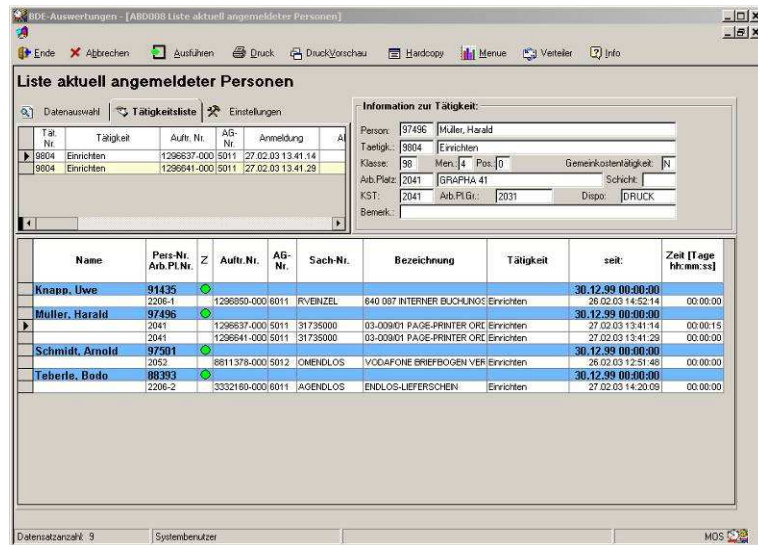 BDE-Auswertungen - [ABD008 Liste aktuell angemeldeter Personen]
Ende Abbrechen Ausführen Druck DruckVorschau Hardcopy Menue Verteiler Info
Liste aktuell angemeldeter Personen
Datenauswahl Tätigkeitsliste Einstellungen
Tät. Nr. Tätigkeit Auftr. Nr. AG-Nr. Anmeldung
9804 Einrichten 1296637-000 5011 27.02.03 13.41.14
9804 Einrichten 1296641-000 5011 27.02.03 13.41.29
Information zur Tätigkeit:
Person: 97496 Müller, Harald
Taetigk.: 9804 Einrichten
Klasse: 98 Men.: 4 Pos.: 0 Gemeinkostentätigkeit: N
Arb.Platz: 2041 GRAPHA 41 Schicht:
KST: 2041 Arb.Pl.Gr.: 2031 Dispo: DRUCK
Bemerk.:
Name Pers-Nr. Arb.Pl.Nr. Z Auftr.Nr. AG-Nr. Sach-Nr. Bezeichnung Tätigkeit seit: Zeit [Tage hh:mm:ss]
Knapp, Uwe 91435 30.12.99 00:00:00
2206-1 1296850-000 6011 RVEINZEL 640 087 INTERNER BUCHUNGS Einrichten 26.02.03 14:52:14 00:00:00
Müller, Harald 97496 30.12.99 00:00:00
2041 1296637-000 5011 31735000 03-009/01 PAGE-PRINTER ORD Einrichten 27.02.03 13:41:14 00:00:15
2041 1296641-000 5011 31735000 03-009/01 PAGE-PRINTER ORD Einrichten 27.02.03 13:41:29 00:00:00
Schmidt, Arnold 97501 30.12.99 00:00:00
2052 8811378-000 5012 OMENDLOS VODAFONE BRIEFBOGEN VER Einrichten 26.02.03 12:51:48 00:00:00
Teberle, Bodo 88393 30.12.99 00:00:00
2206-2 3332160-000 6011 AGENDLOS ENDLOS-LIEFERSCHEIN Einrichten 27.02.03 14:20:09 00:00:00
Datensatzanzahl: 9 Systembenutzer MOS